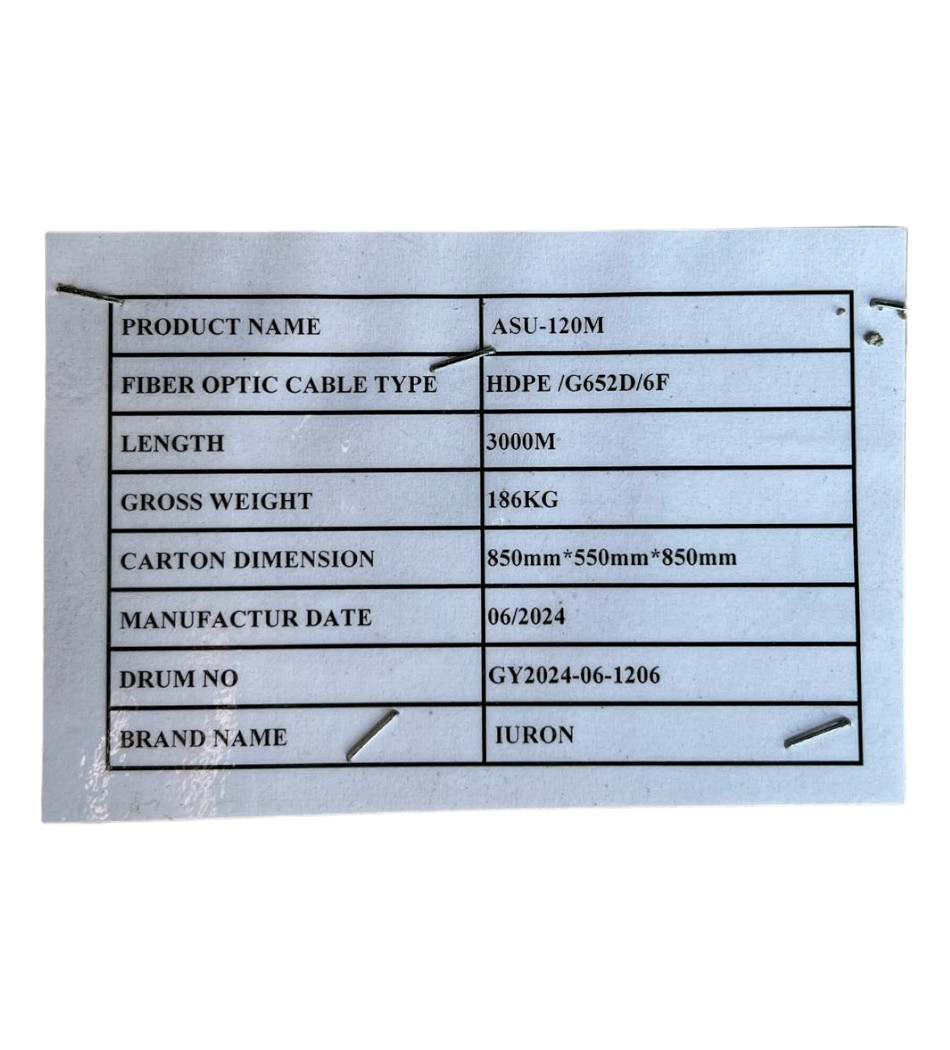 PRODUCT NAME ASU-120M
FIBER OPTIC CABLE TYPE HDPE /G652D/6F
LENGTH 3000M
GROSS WEIGHT 186KG
CARTON DIMENSION 850mm*550mm*850mm
MANUFACTUR DATE 06/2024
DRUM NO GY2024-06-1206
BRAND NAME IURON